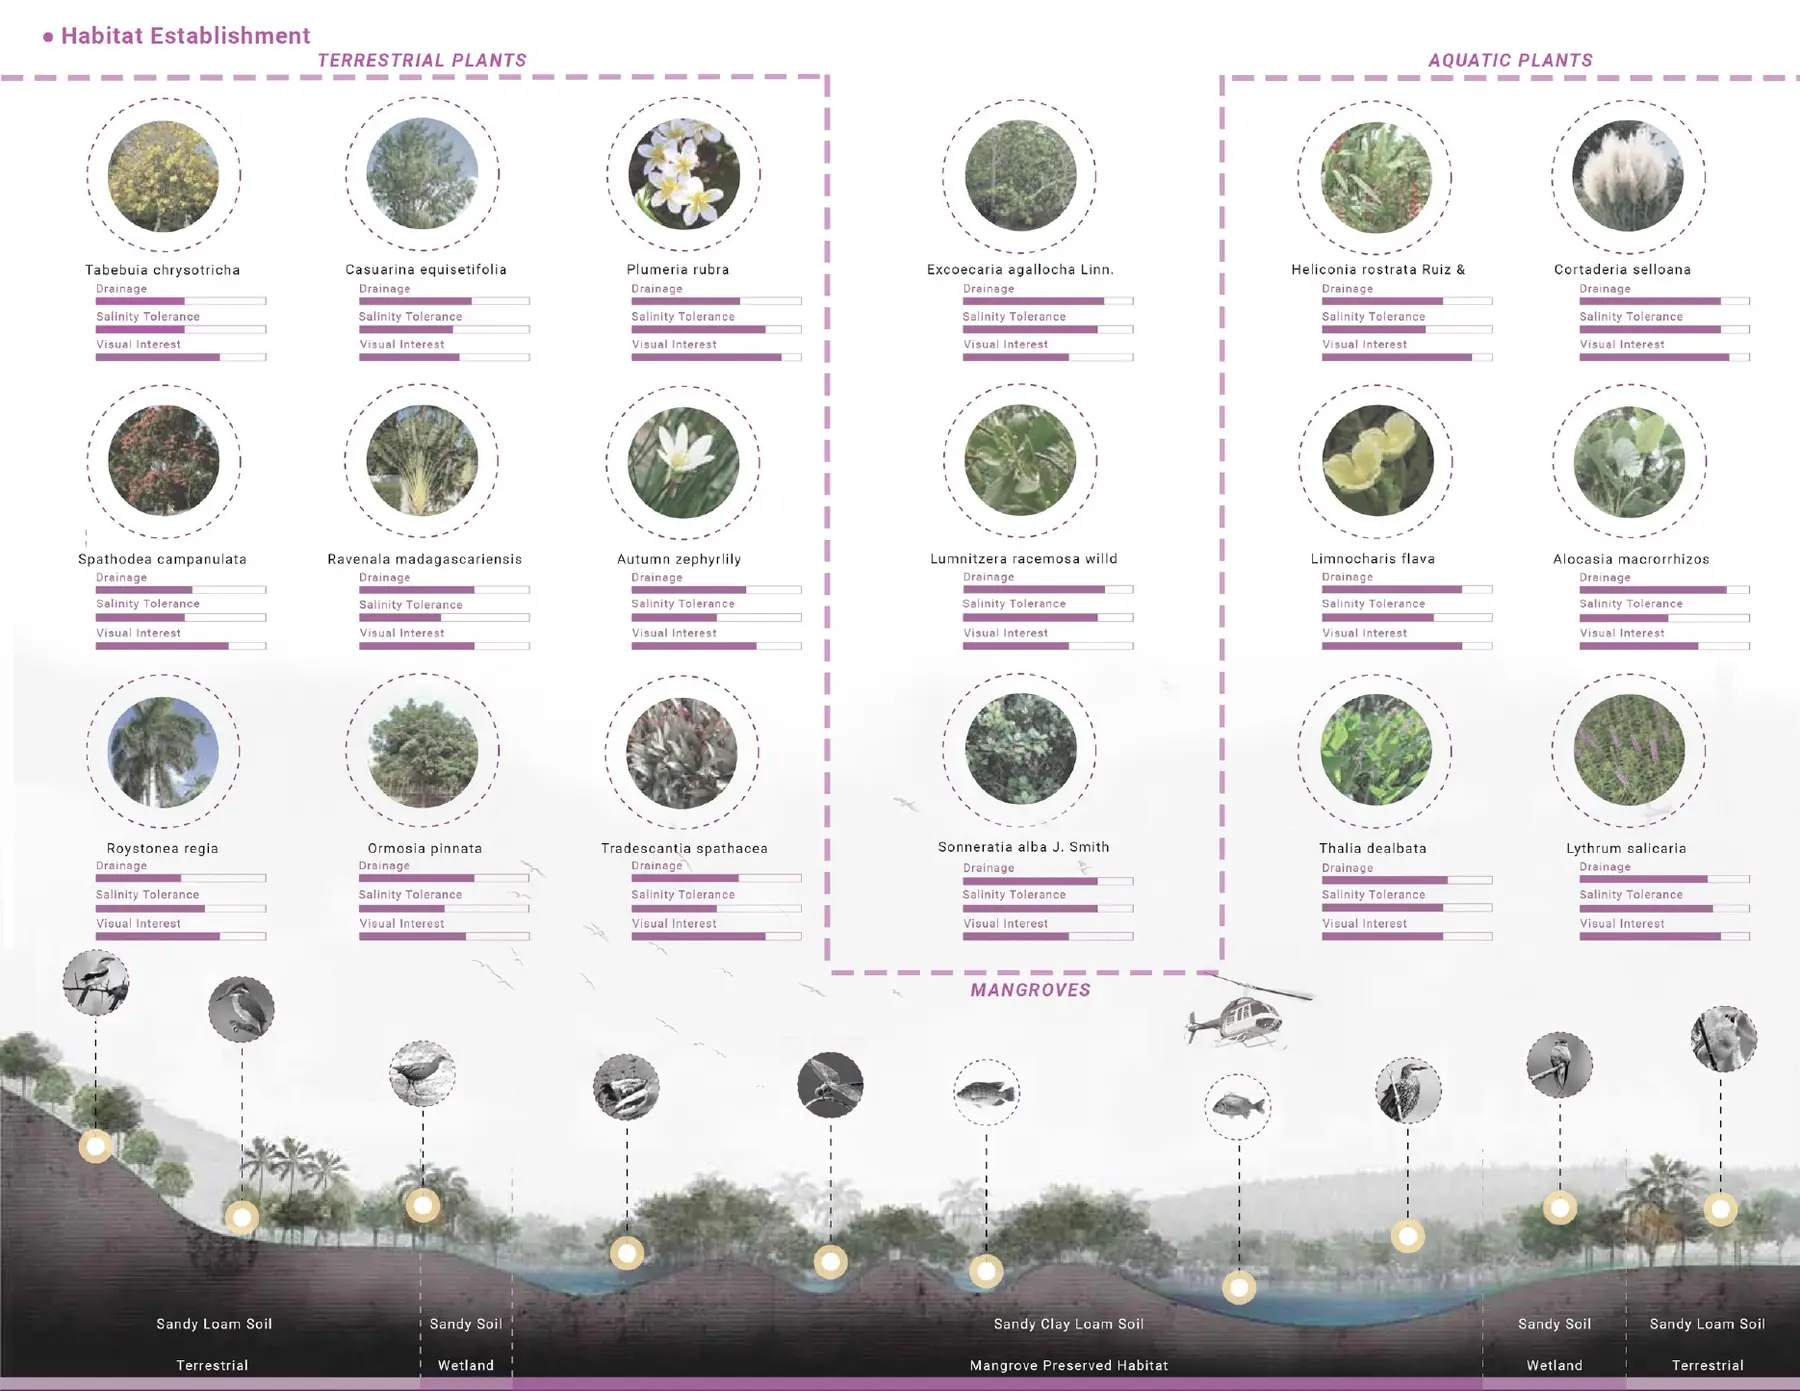 • Habitat Establishment
TERRESTRIAL PLANTS
AQUATIC PLANTS
Tabebuia chrysotricha
Drainage
Salinity Tolerance
Visual Interest
Casuarina equisetifolia
Drainage
Salinity Tolerance
Visual Interest
Plumeria rubra
Drainage
Salinity Tolerance
Visual Interest
Excoecaria agallocha Linn.
Drainage
Salinity Tolerance
Visual Interest
Heliconia rostrata Ruiz &
Drainage
Salinity Tolerance
Visual Interest
Cortaderia selloana
Drainage
Salinity Tolerance
Visual Interest
Spathodea campanulata
Drainage
Salinity Tolerance
Visual Interest
Ravenala madagascariensis
Drainage
Salinity Tolerance
Visual Interest
Autumn zephyrlily
Drainage
Salinity Tolerance
Visual Interest
Lumnitzera racemosa willd
Drainage
Salinity Tolerance
Visual Interest
Limnocharis flava
Drainage
Salinity Tolerance
Visual Interest
Alocasia macrorrhizos
Drainage
Salinity Tolerance
Visual Interest
Roystonea regia
Drainage
Salinity Tolerance
Visual Interest
Ormosia pinnata
Drainage
Salinity Tolerance
Visual Interest
Tradescantia spathacea
Drainage
Salinity Tolerance
Visual Interest
Sonneratia alba J. Smith
Drainage
Salinity Tolerance
Visual Interest
Thalia dealbata
Drainage
Salinity Tolerance
Visual Interest
Lythrum salicaria
Drainage
Salinity Tolerance
Visual Interest
MANGROVES
Sandy Loam Soil
Sandy Soil
Sandy Clay Loam Soil
Sandy Soil
Sandy Loam Soil
Terrestrial
Wetland
Mangrove Preserved Habitat
Wetland
Terrestrial